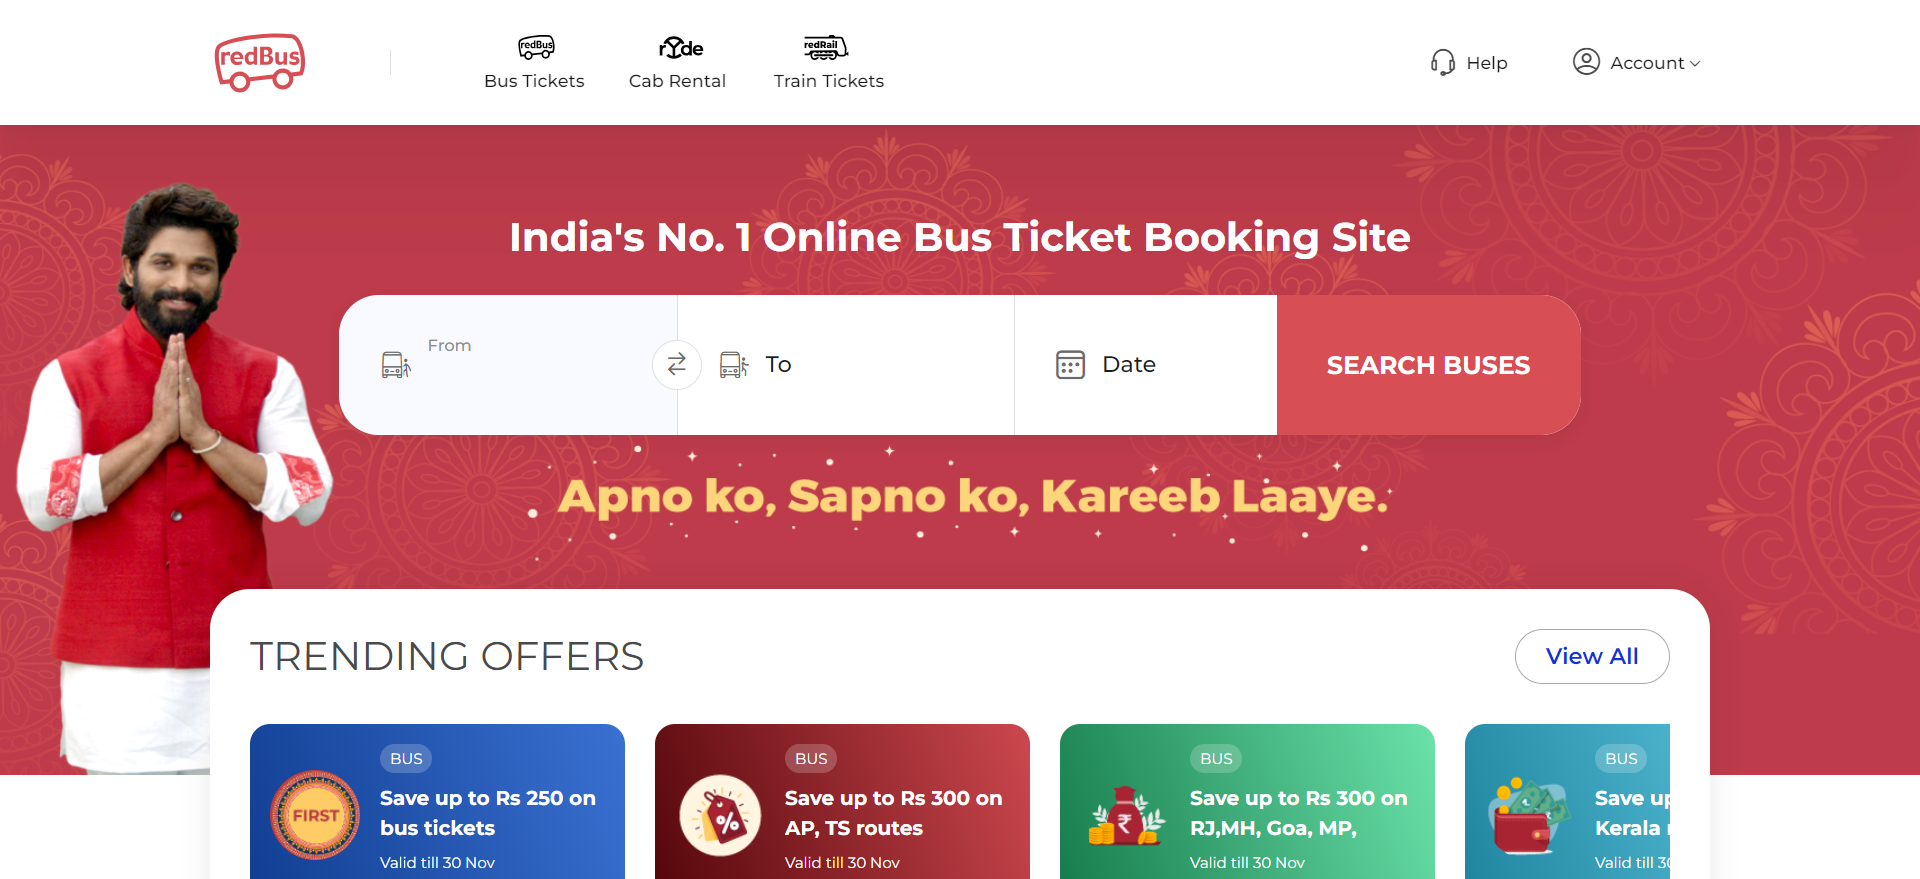 redBus
redBus
Bus Tickets
rYde
Cab Rental
redRail
Train Tickets
Help
Account
India's No. 1 Online Bus Ticket Booking Site
From
To
Date
SEARCH BUSES
Apno ko, Sapno ko, Kareeb Laaye.
TRENDING OFFERS
View All
FIRST
BUS
Save up to Rs 250 on
bus tickets
Valid till 30 Nov
%
BUS
Save up to Rs 300 on
AP, TS routes
Valid till 30 Nov
₹
BUS
Save up to Rs 300 on
RJ,MH, Goa, MP,
Valid till 30 Nov
BUS
Save up
Kerala
Valid till 30